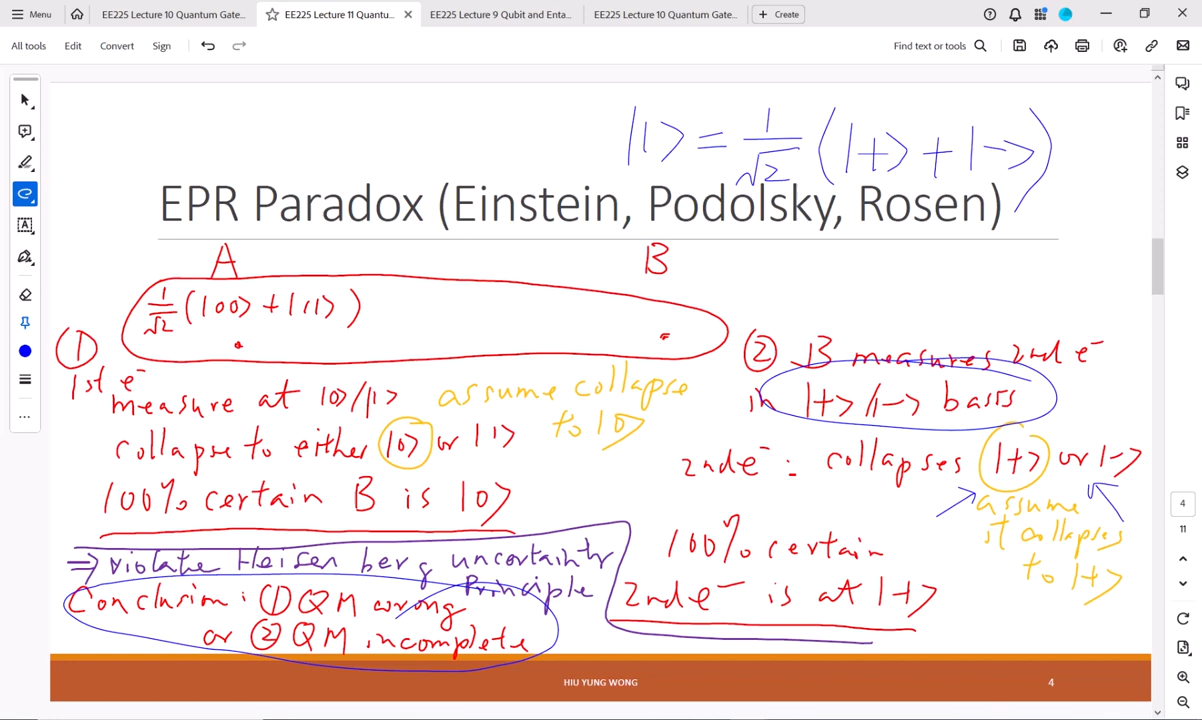 Menu
EE225 Lecture 10 Quantum Gate...
EE225 Lecture 11 Quantu...
EE225 Lecture 9 Qubit and Enta...
EE225 Lecture 10 Quantum Gate...
+ Create
All tools Edit Convert Sign
Find text or tools
|1> = 1/√2 (|+> + |->)
EPR Paradox (Einstein, Podolsky, Rosen)
A B
1/√2 (|00> + |11>)
①
1st e⁻
measure at |0>/|1>
collapse to either |0> or |1>
100% certain B is |0>
assume collapse
to |0>
⇒ violate Heisenberg uncertainty
Principle
Conclusion: ① QM wrong
or ② QM incomplete
② B measures 2nd e⁻
in |+>/|-> basis
2nd e⁻: collapses |+> or |->
assume
it collapses
to |+>
100% certain
2nd e⁻ is at |+>
HIU YUNG WONG
4
4
11